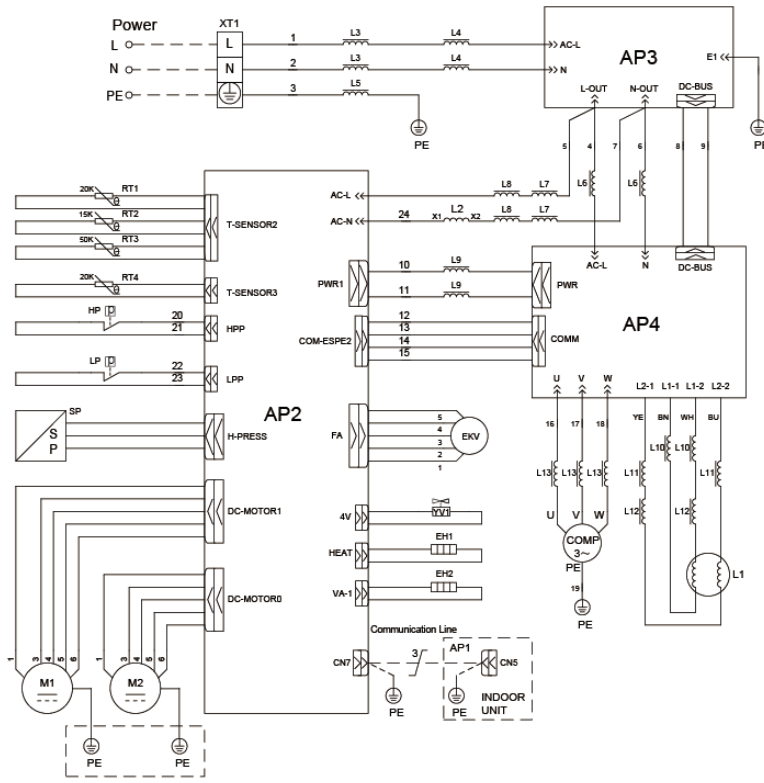 Power
XT1
L
L
1
L3
L4
AC-L
AP3
E1
N
N
2
L3
L4
N
PE
3
L5
L-OUT
N-OUT
DC-BUS
PE
PE
5
4
7
6
8
9
20K
RT1
15K
RT2
50K
RT3
T-SENSOR2
20K
RT4
T-SENSOR3
HP
P
20
21
HPP
LP
P
22
23
LPP
SP
S
P
H-PRESS
AP2
DC-MOTOR1
DC-MOTOR0
1
3
4
5
6
1
3
4
5
6
M1
M2
PE
PE
AC-L
L8
L7
L6
L6
AC-N
24
X1
L2
X2
L8
L7
PWR1
10
L9
11
L9
PWR
COM-ESPE2
12
13
14
15
COMM
FA
5
4
3
2
1
EKV
4V
YV1
HEAT
EH1
VA-1
EH2
Communication Line
CN7
3
AP1
CN5
PE
PE
INDOOR
UNIT
AC-L
N
DC-BUS
AP4
U
V
W
L2-1
L1-1
L1-2
L2-2
YE
BN
WH
BU
16
17
18
L10
L10
L13
L13
L13
L11
L11
L12
L12
U
V
W
COMP
3~
PE
19
PE
L1